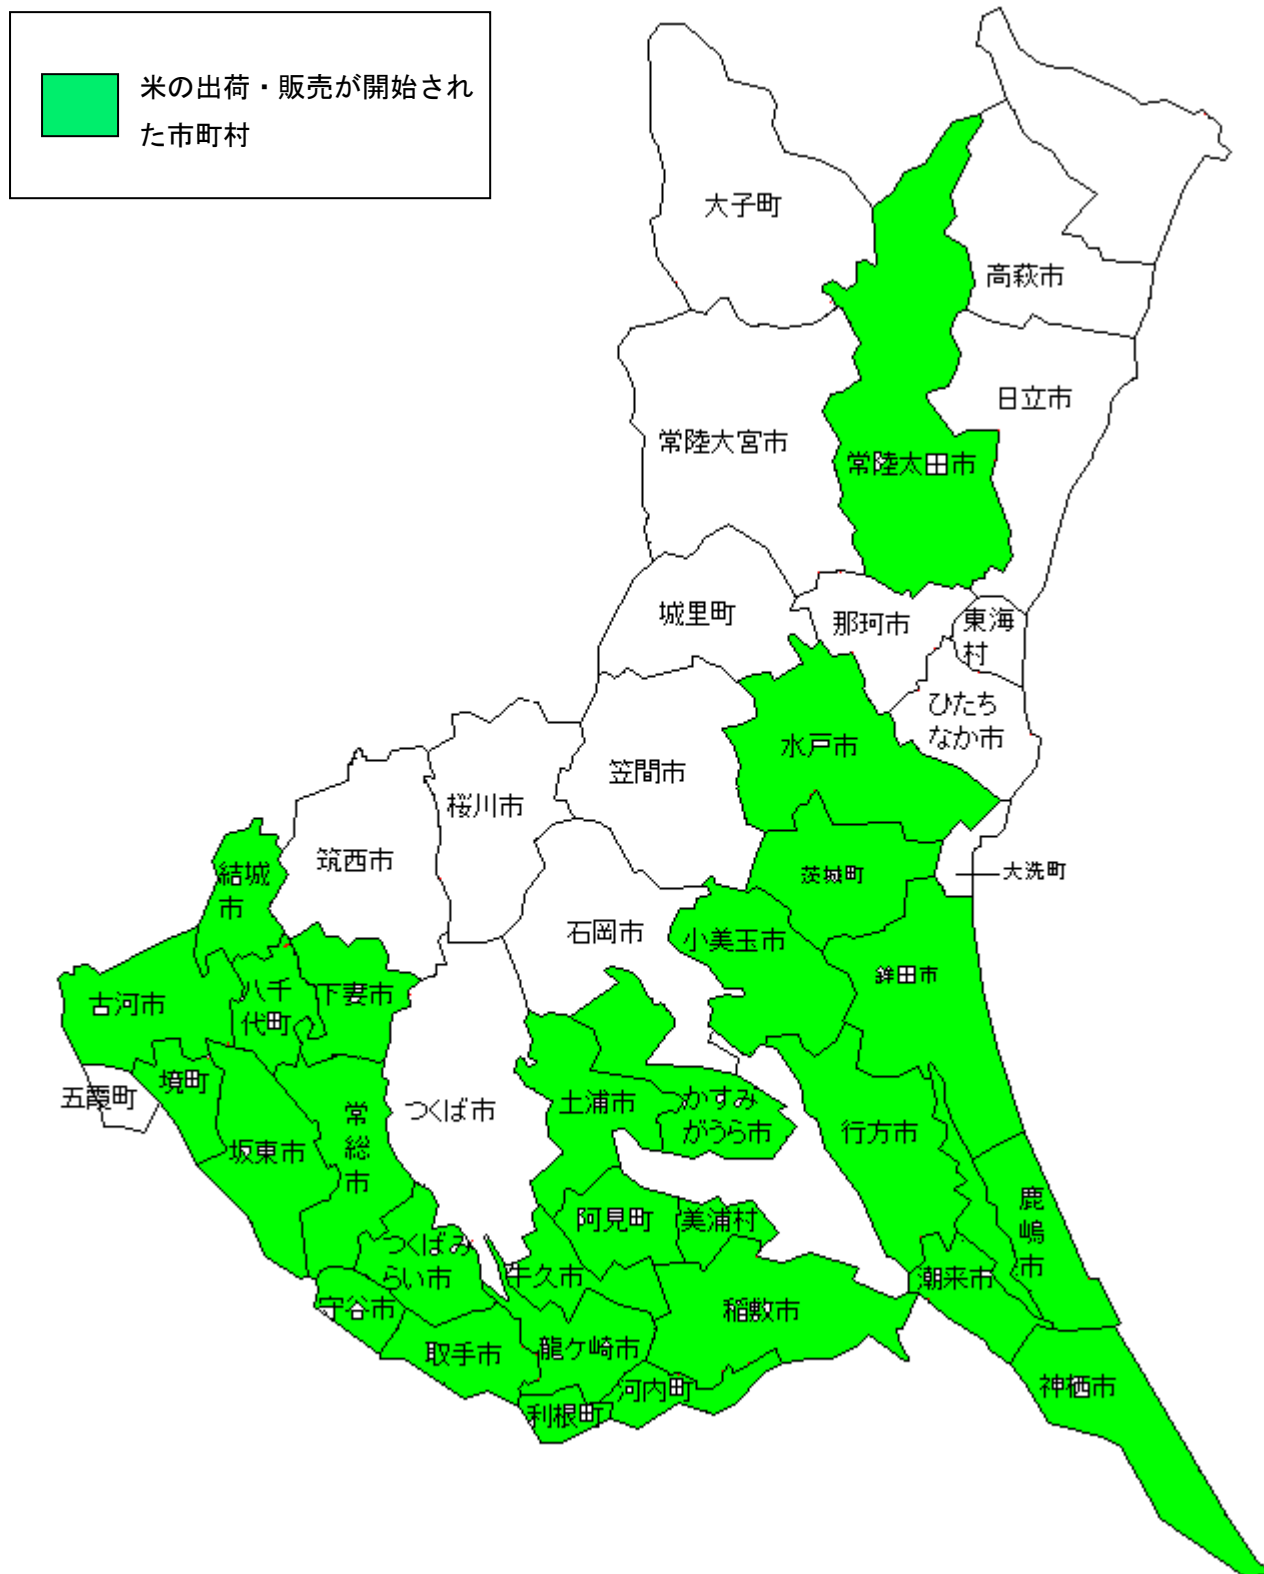 米の出荷・販売が開始され
た市町村
大子町
高萩市
日立市
常陸大宮市
常陸太田市
城里町
那珂市
東海
村
ひたち
なか市
水戸市
笠間市
桜川市
筑西市
茨城町
大洗町
結城
市
石岡市
小美玉市
鉾田市
古河市
八千
代町
下妻市
五霞町
境町
坂東市
常
総
市
つくば市
土浦市
かすみ
がうら市
行方市
阿見町
美浦村
鹿
嶋
市
つくばみ
らい市
牛久市
潮来市
守谷市
稲敷市
取手市
龍ケ崎市
河内町
利根町
神栖市